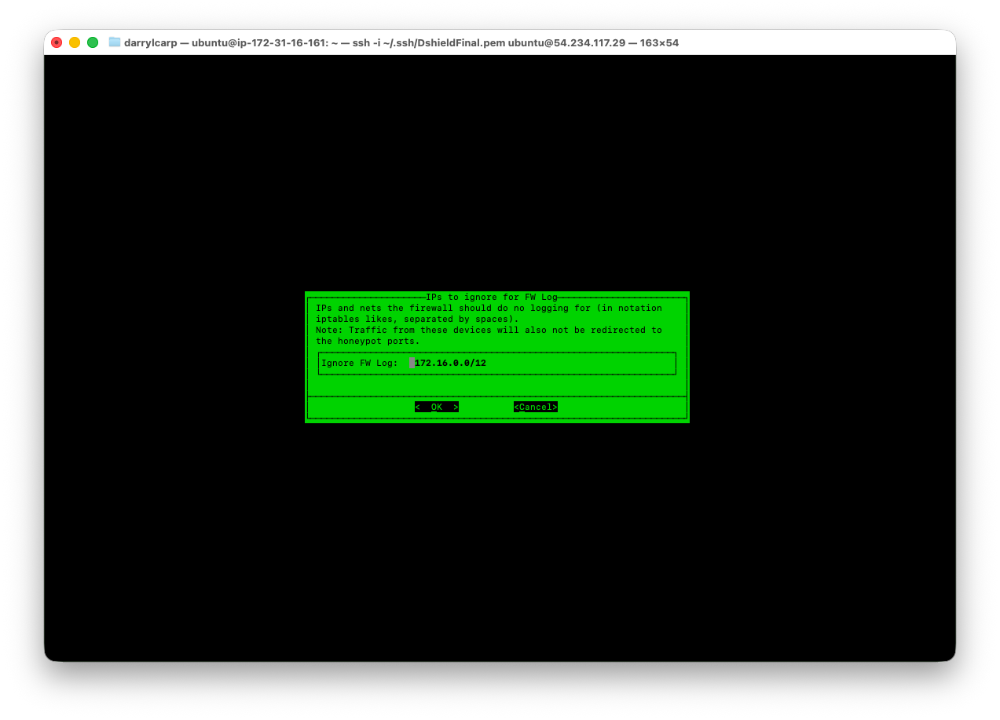 darrylcarp — ubuntu@ip-172-31-16-161: ~ — ssh -i ~/.ssh/DshieldFinal.pem ubuntu@54.234.117.29 — 163×54
IPs to ignore for FW Log
IPs and nets the firewall should do no logging for (in notation
iptables likes, separated by spaces).
Note: Traffic from these devices will also not be redirected to
the honeypot ports.
Ignore FW Log: 172.16.0.0/12
< OK > <Cancel>